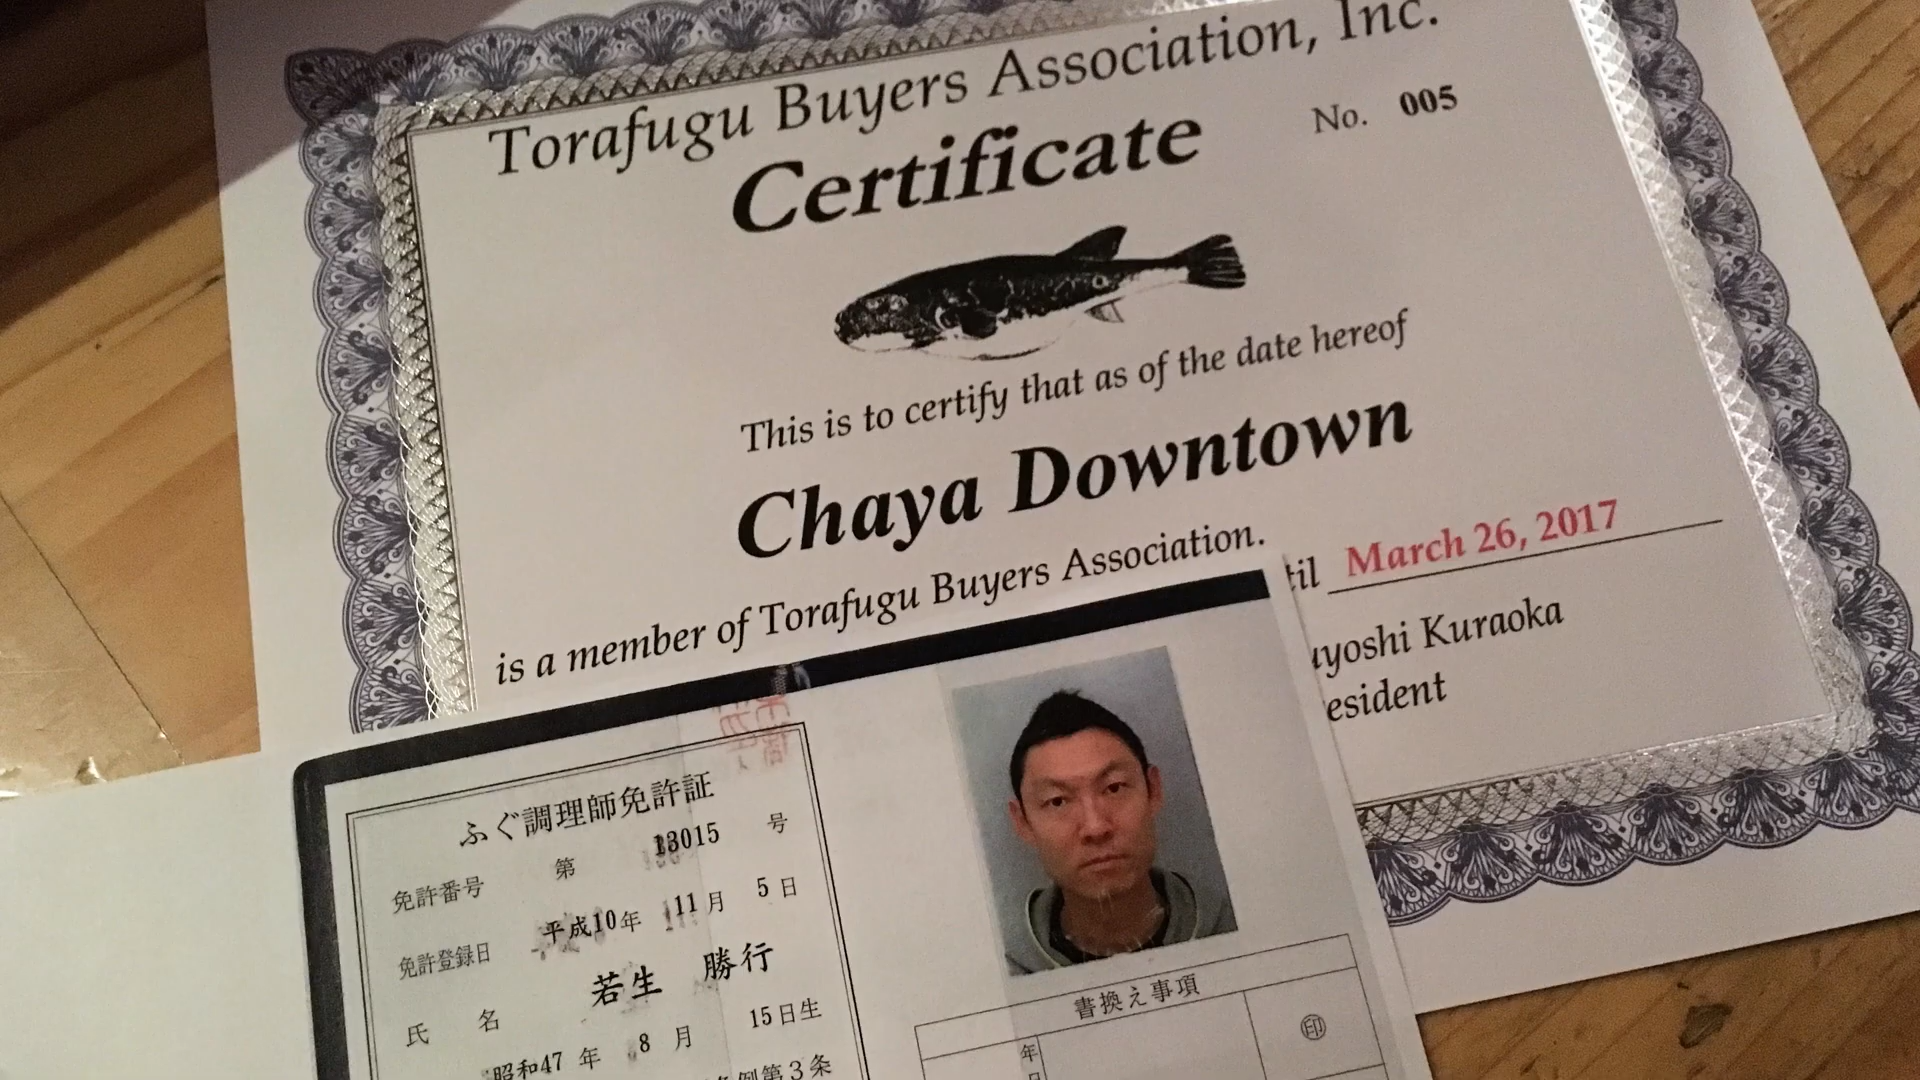 Torafugu Buyers Association, Inc.
Certificate
No. 005
This is to certify that as of the date hereof
Chaya Downtown
is a member of Torafugu Buyers Association.
til March 26, 2017
yoshi Kuraoka
esident
ふぐ調理師免許証
免許番号 第 13015 号
免許登録日 平成10年 11月 5日
氏名 若生 勝行
昭和47年 8月 15日生
例第3条
書換え事項
年
日
印